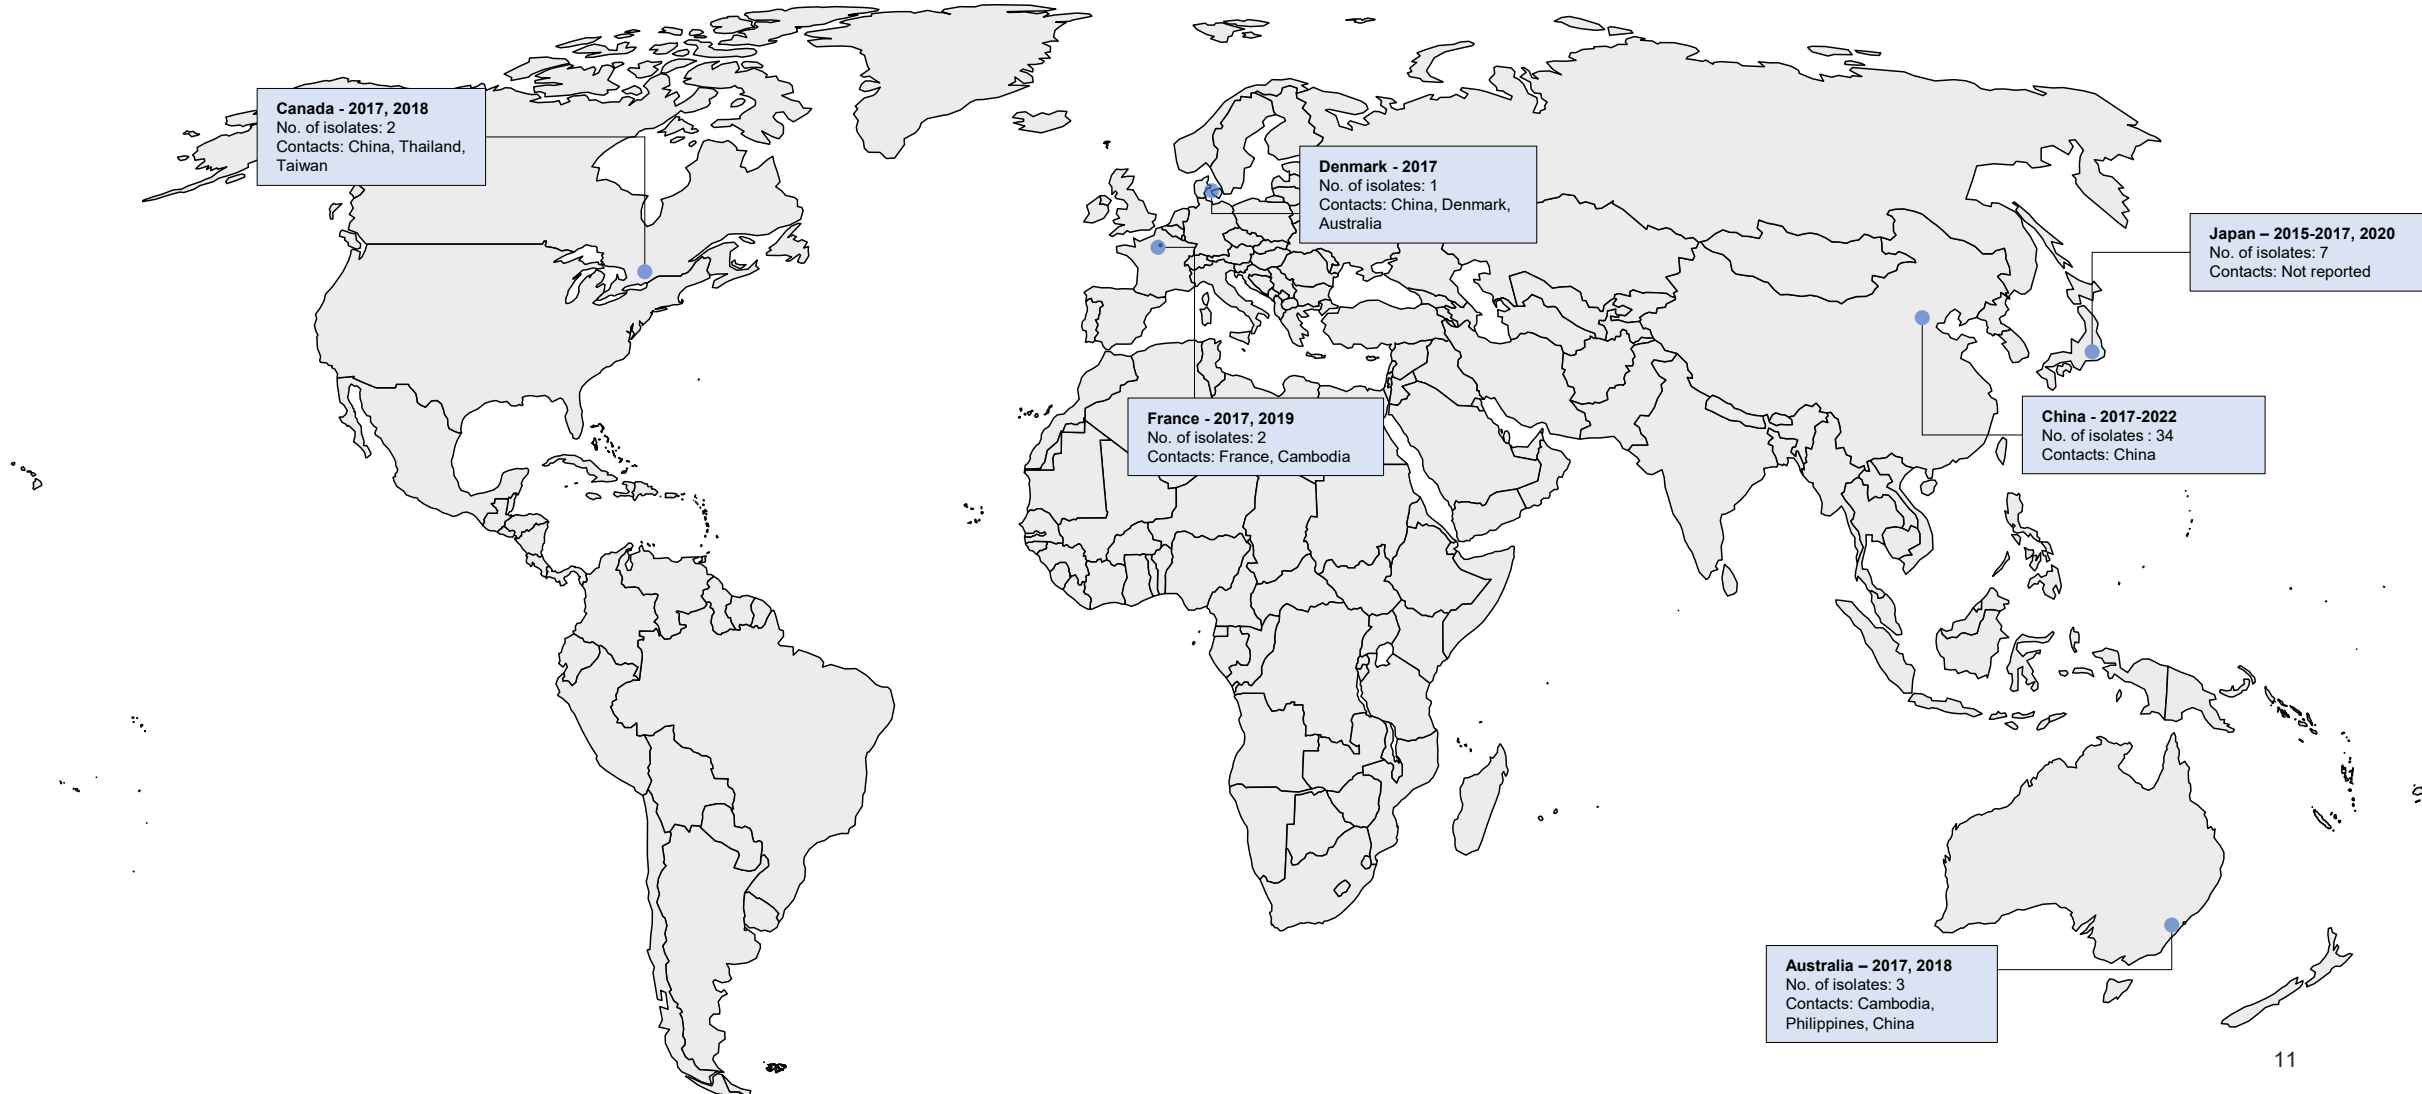 Canada - 2017, 2018
No. of isolates: 2
Contacts: China, Thailand,
Taiwan
Denmark - 2017
No. of isolates: 1
Contacts: China, Denmark,
Australia
Japan – 2015-2017, 2020
No. of isolates: 7
Contacts: Not reported
France - 2017, 2019
No. of isolates: 2
Contacts: France, Cambodia
China - 2017-2022
No. of isolates : 34
Contacts: China
Australia – 2017, 2018
No. of isolates: 3
Contacts: Cambodia,
Philippines, China
11